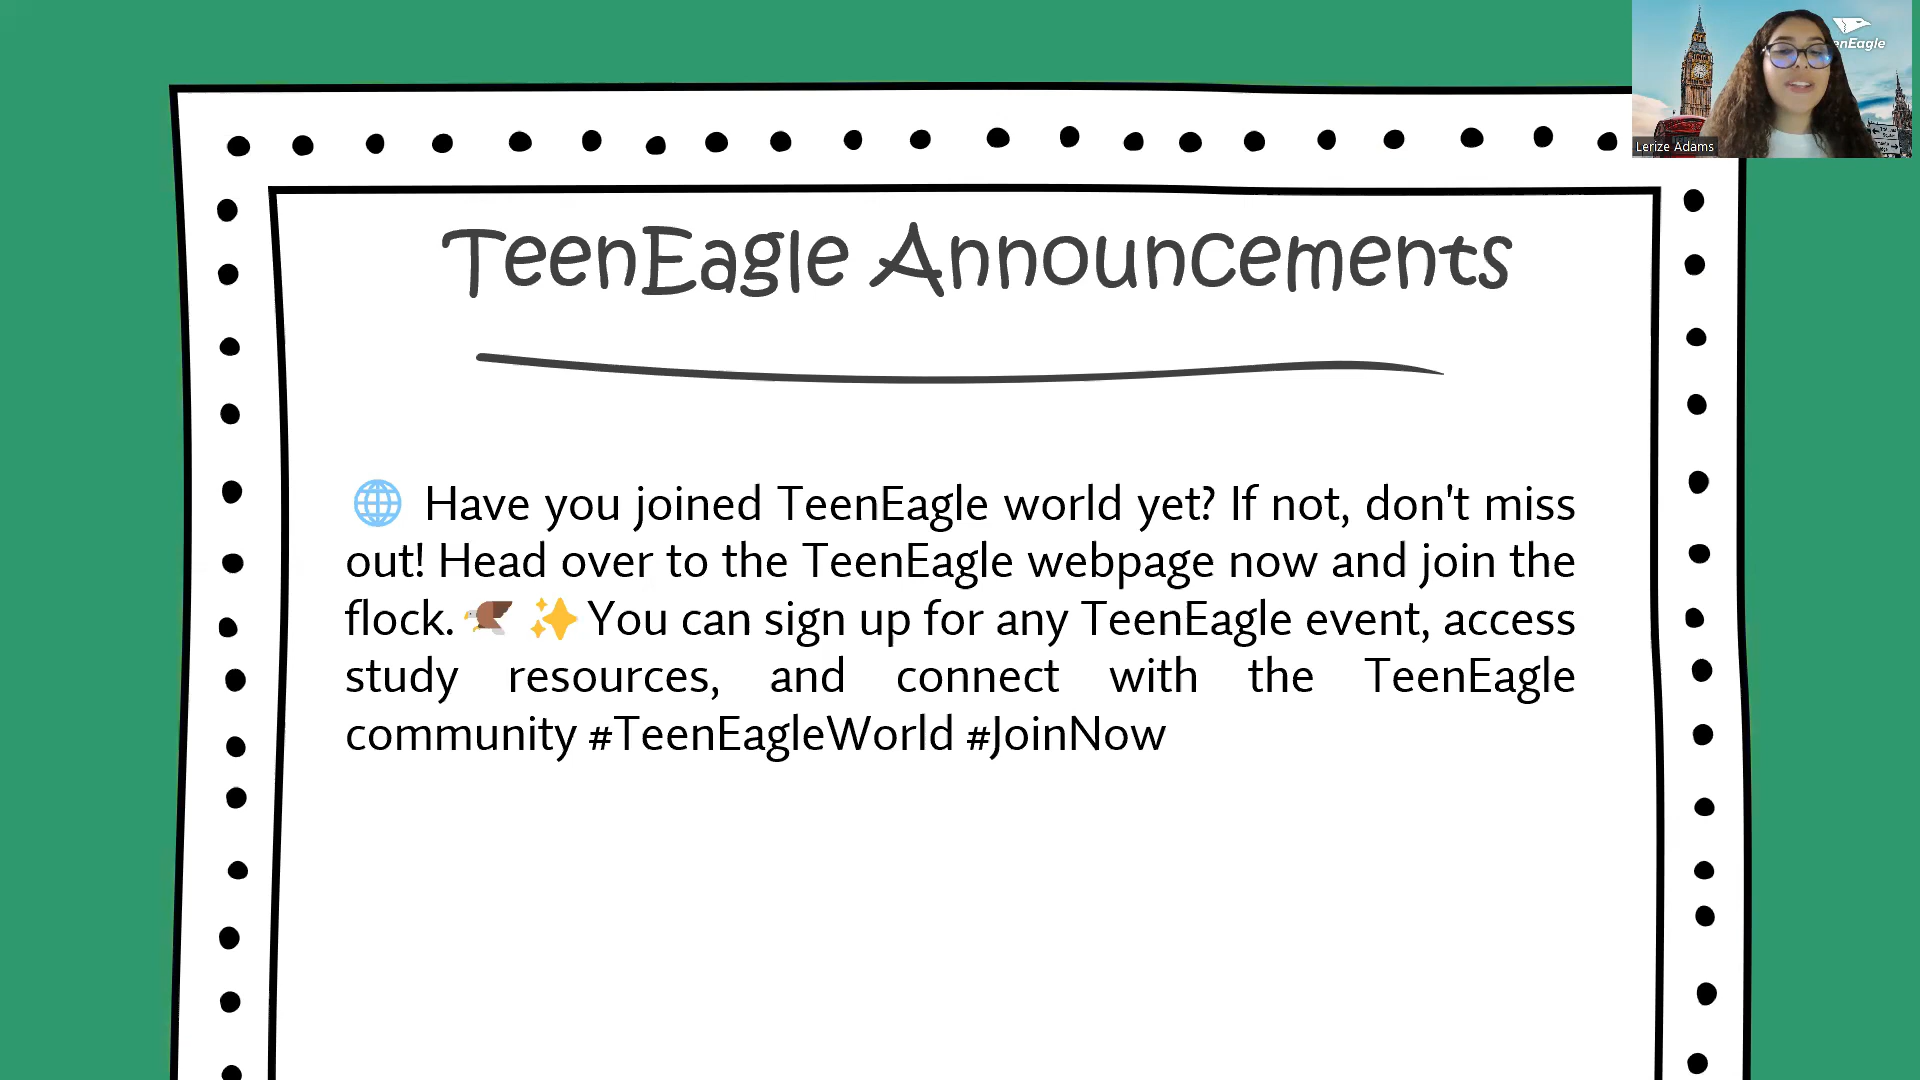 TeenEagle Announcements
🌐 Have you joined TeenEagle world yet? If not, don't miss
out! Head over to the TeenEagle webpage now and join the
flock. 🦅 ✨ You can sign up for any TeenEagle event, access
study resources, and connect with the TeenEagle
community #TeenEagleWorld #JoinNow
enEagle
Lerize Adams